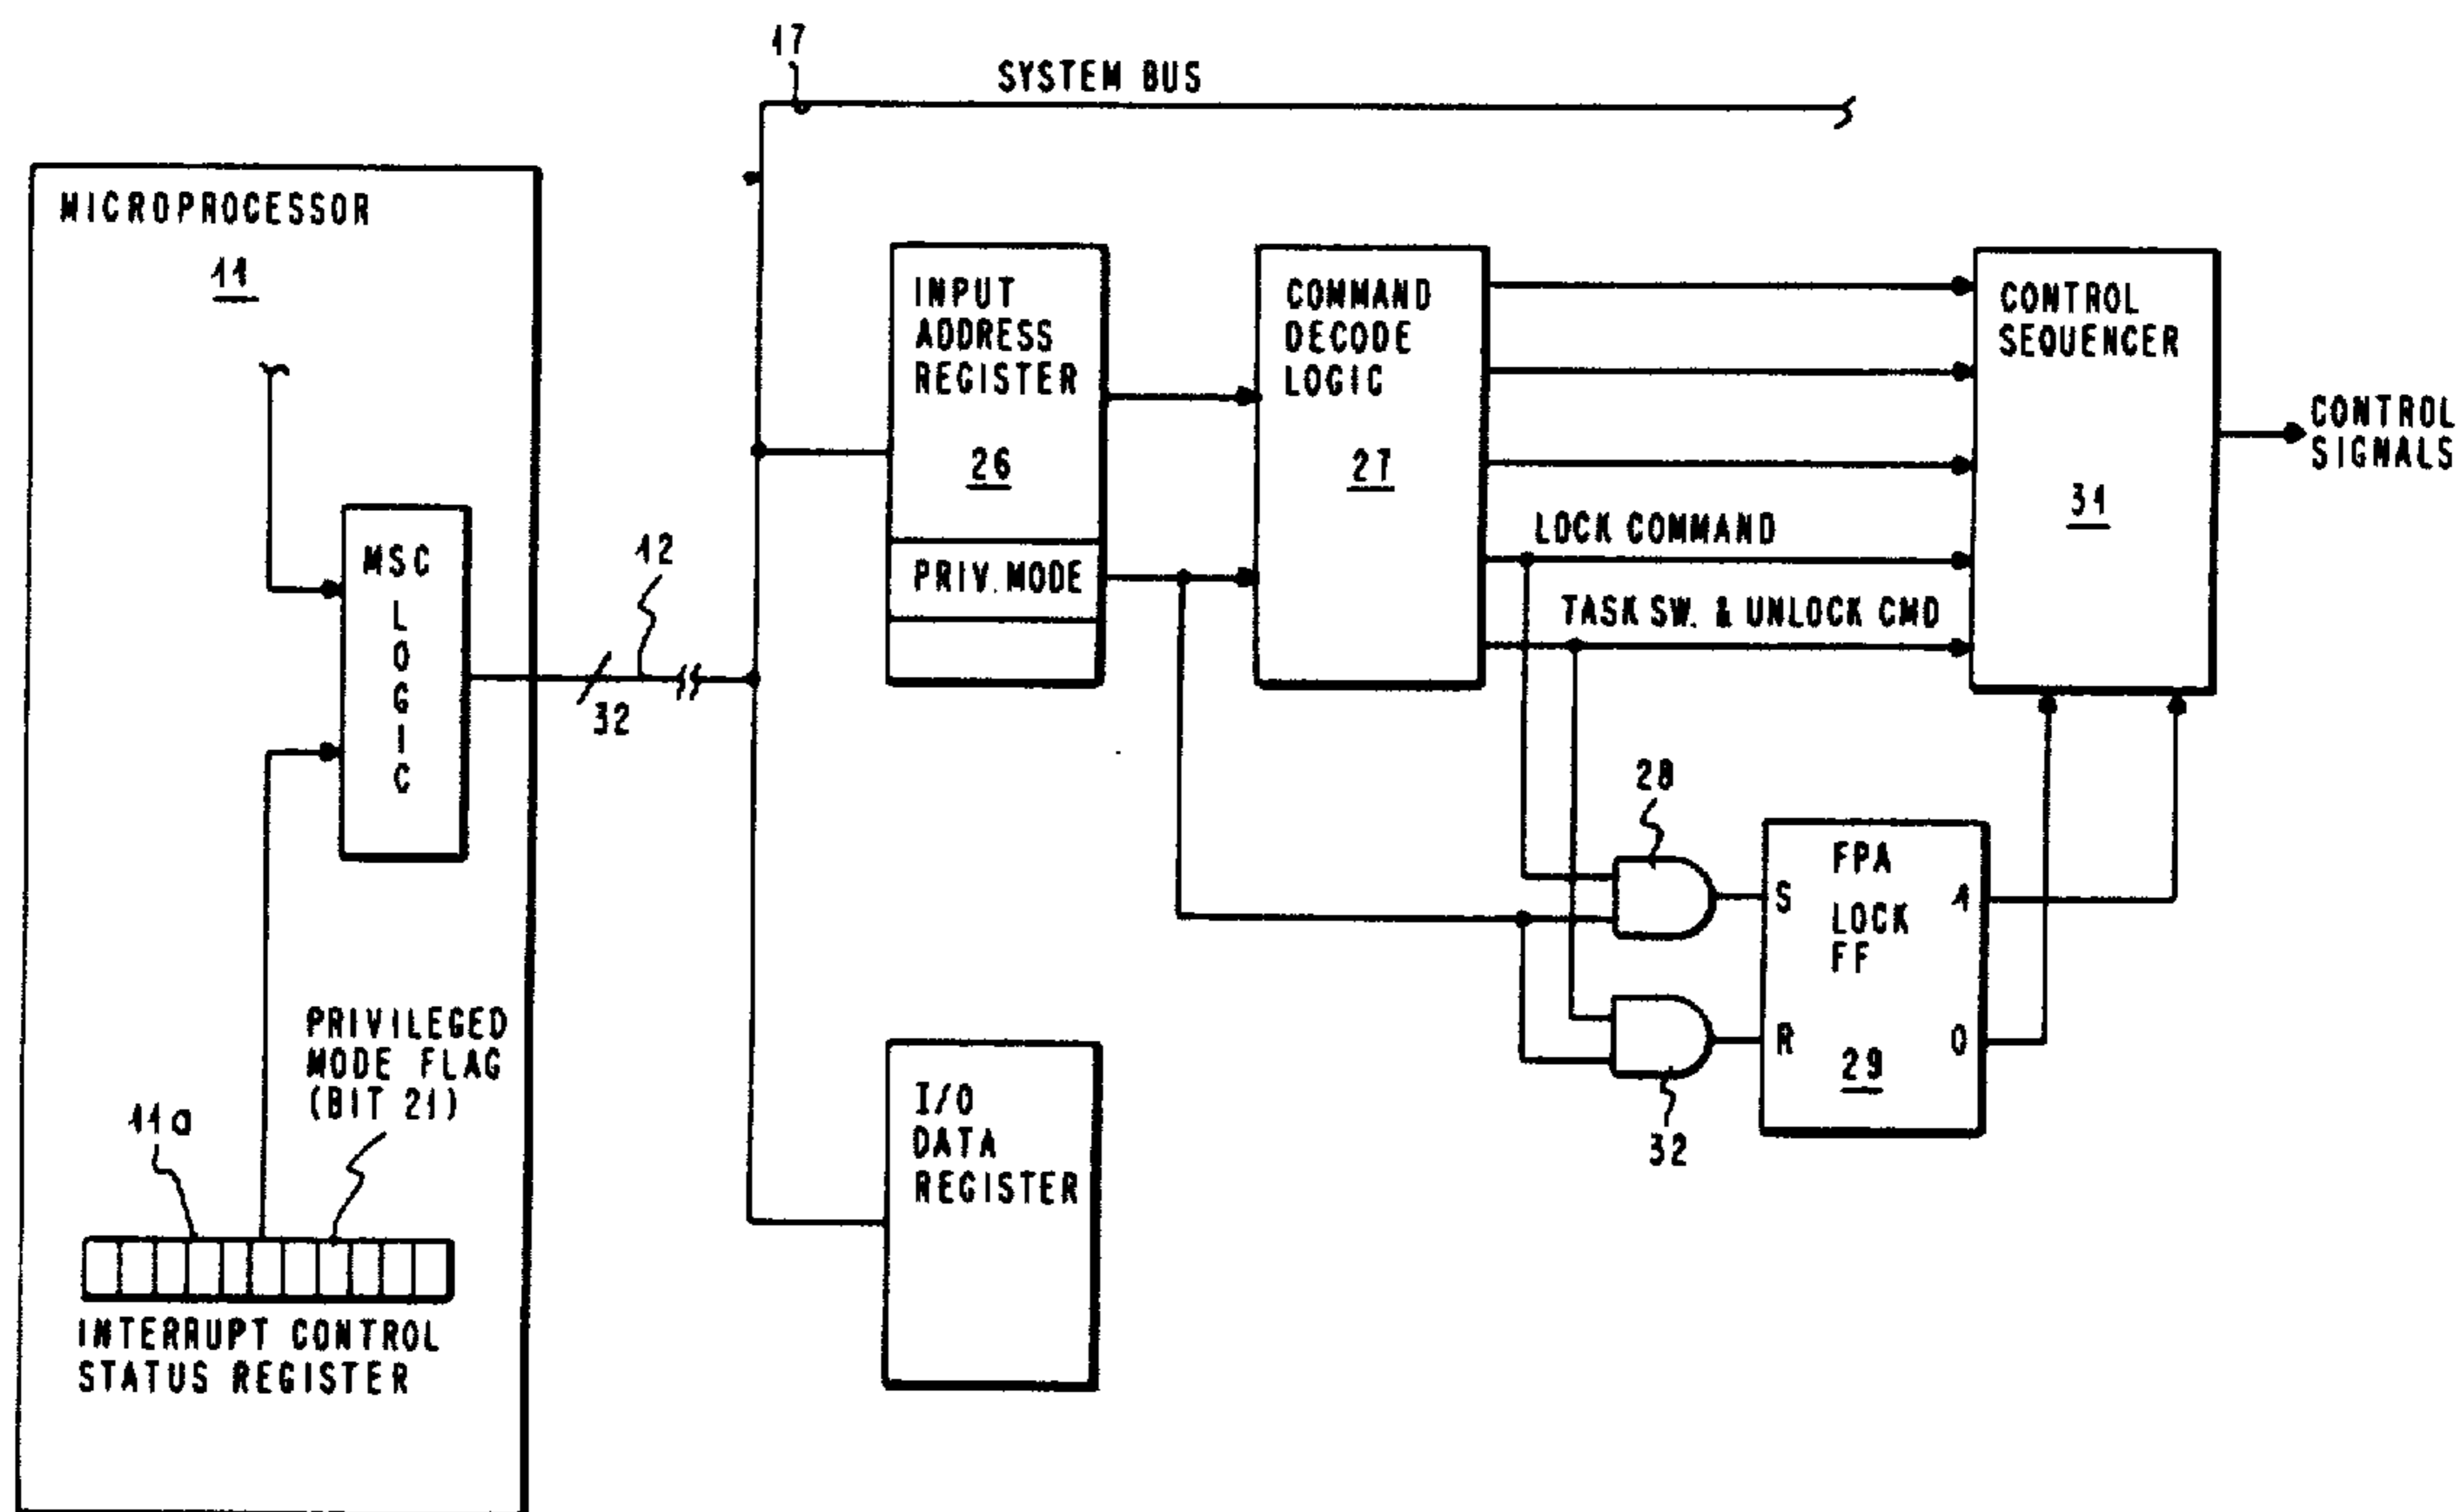 17
SYSTEM BUS
MICROPROCESSOR
11
MSC
LOGIC
12
32
INPUT
ADDRESS
REGISTER
26
PRIV. MODE
COMMAND
DECODE
LOGIC
27
CONTROL
SEQUENCER
31
CONTROL
SIGNALS
LOCK COMMAND
TASK SW. & UNLOCK CMD
28
FPA
LOCK
FF
29
S
R
1
0
32
PRIVILEGED
MODE FLAG
(BIT 21)
11a
INTERRUPT CONTROL
STATUS REGISTER
I/O
DATA
REGISTER